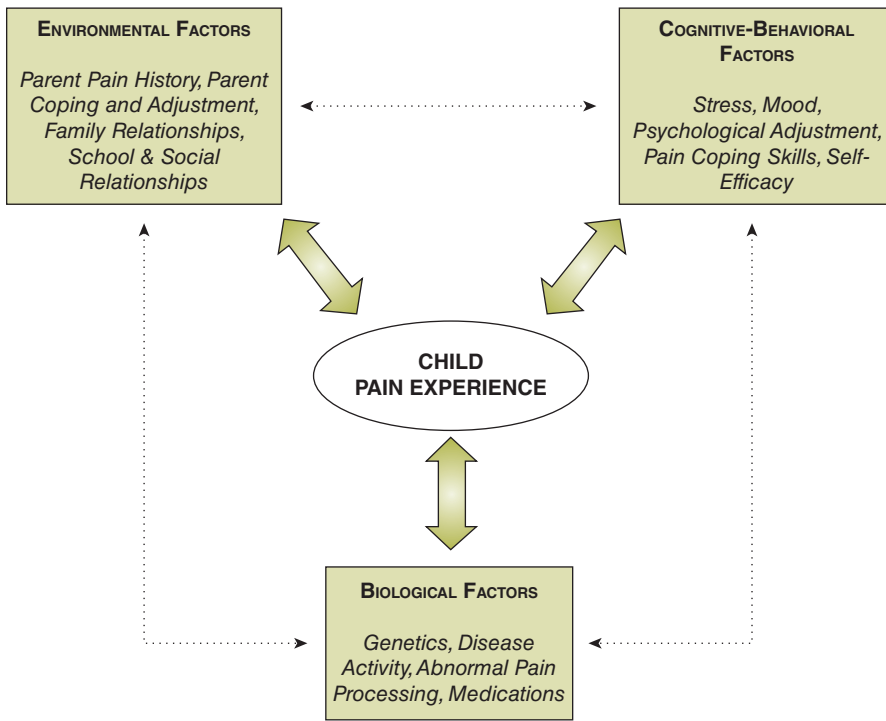 ENVIRONMENTAL FACTORS
Parent Pain History, Parent
Coping and Adjustment,
Family Relationships,
School & Social
Relationships
COGNITIVE-BEHAVIORAL
FACTORS
Stress, Mood,
Psychological Adjustment,
Pain Coping Skills, Self-
Efficacy
CHILD
PAIN EXPERIENCE
BIOLOGICAL FACTORS
Genetics, Disease
Activity, Abnormal Pain
Processing, Medications